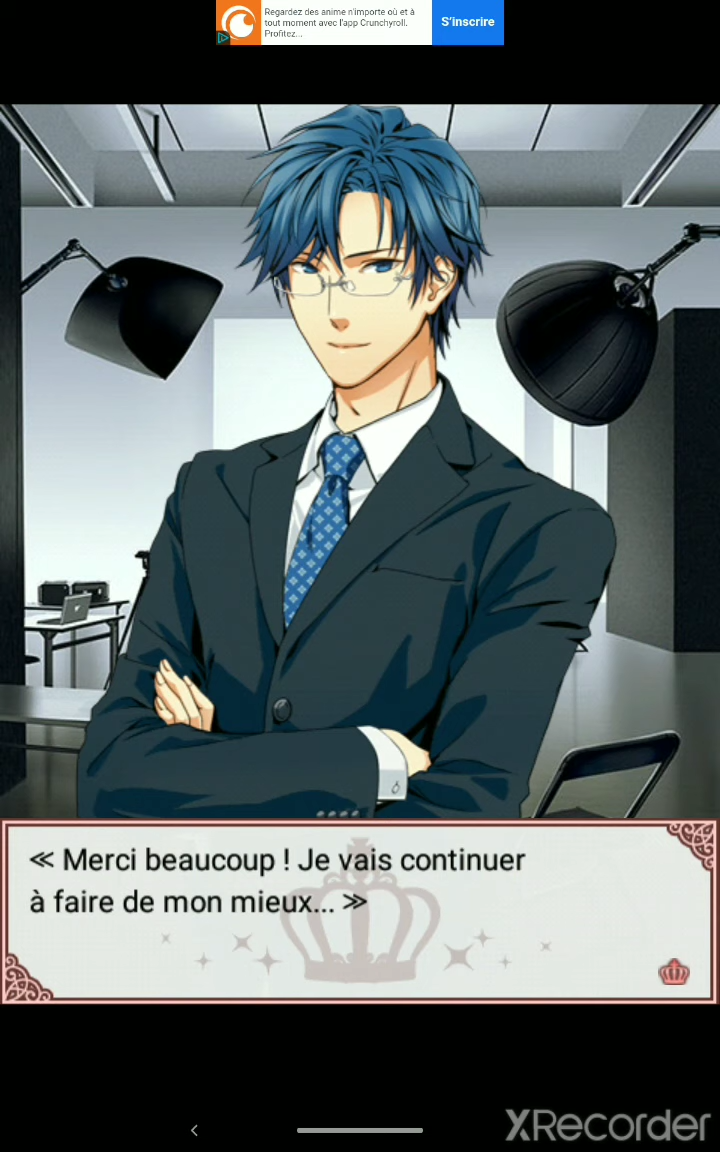 Regardez des anime n'importe où et à
tout moment avec l'app Crunchyroll.
Profitez...
S'inscrire
≪ Merci beaucoup ! Je vais continuer
à faire de mon mieux... ≫
XRecorder